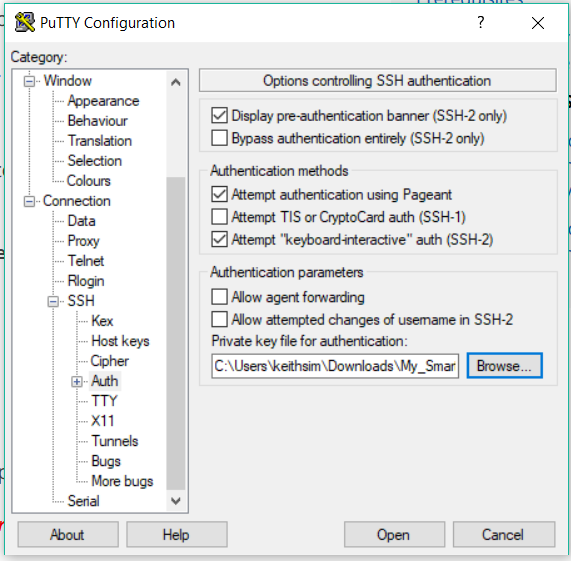 Prerequisites
PuTTY Configuration
?
Category:
Window
Appearance
Behaviour
Translation
Selection
Colours
Connection
Data
Proxy
Telnet
Rlogin
SSH
Kex
Host keys
Cipher
Auth
TTY
X11
Tunnels
Bugs
More bugs
Serial
Options controlling SSH authentication
Display pre-authentication banner (SSH-2 only)
Bypass authentication entirely (SSH-2 only)
Authentication methods
Attempt authentication using Pageant
Attempt TIS or CryptoCard auth (SSH-1)
Attempt "keyboard-interactive" auth (SSH-2)
Authentication parameters
Allow agent forwarding
Allow attempted changes of username in SSH-2
Private key file for authentication:
C:\Users\keithsim\Downloads\My_Smar Browse...
About Help Open Cancel